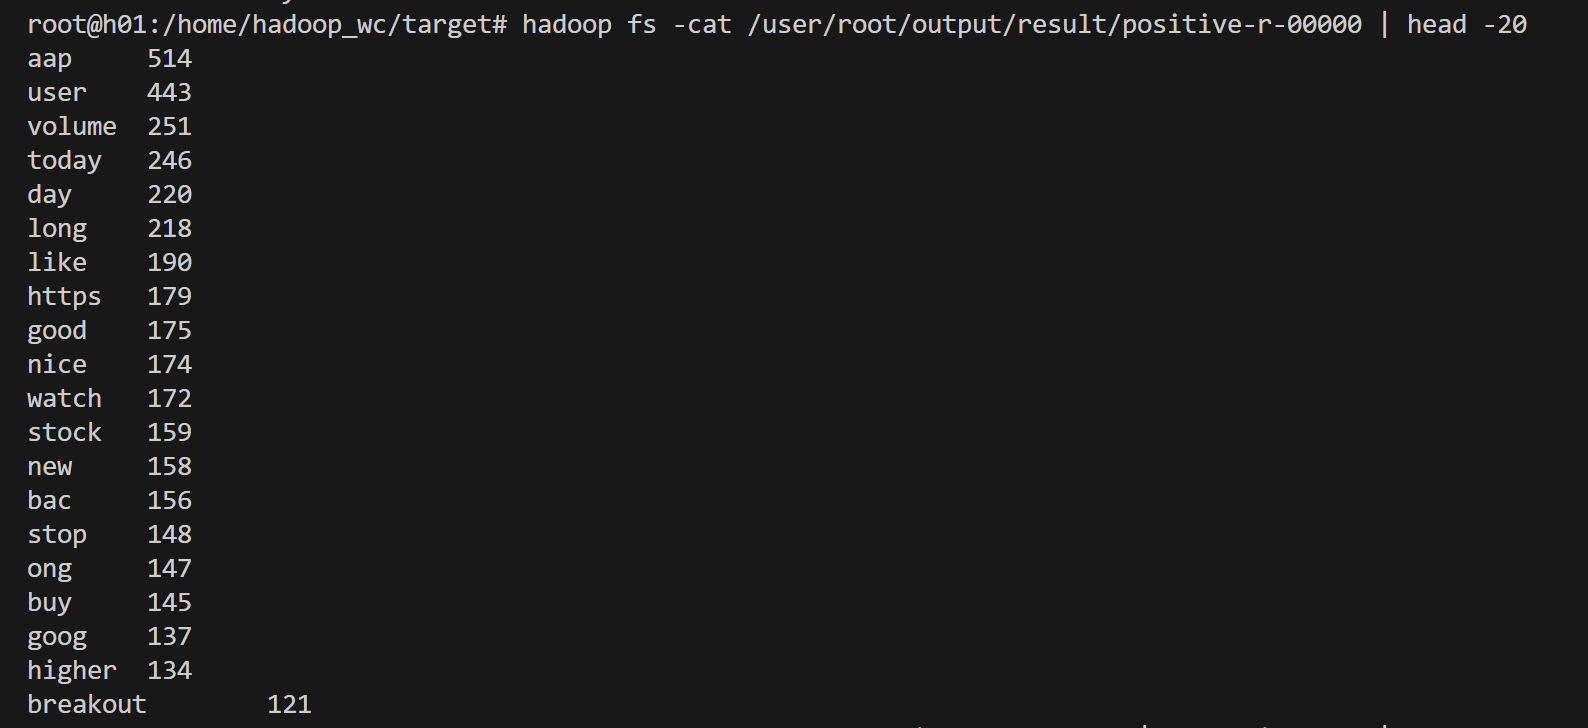 root@h01:/home/hadoop_wc/target# hadoop fs -cat /user/root/output/result/positive-r-00000 | head -20
aap     514
user    443
volume  251
today   246
day     220
long    218
like    190
https   179
good    175
nice    174
watch   172
stock   159
new     158
bac     156
stop    148
ong     147
buy     145
goog    137
higher  134
breakout        121